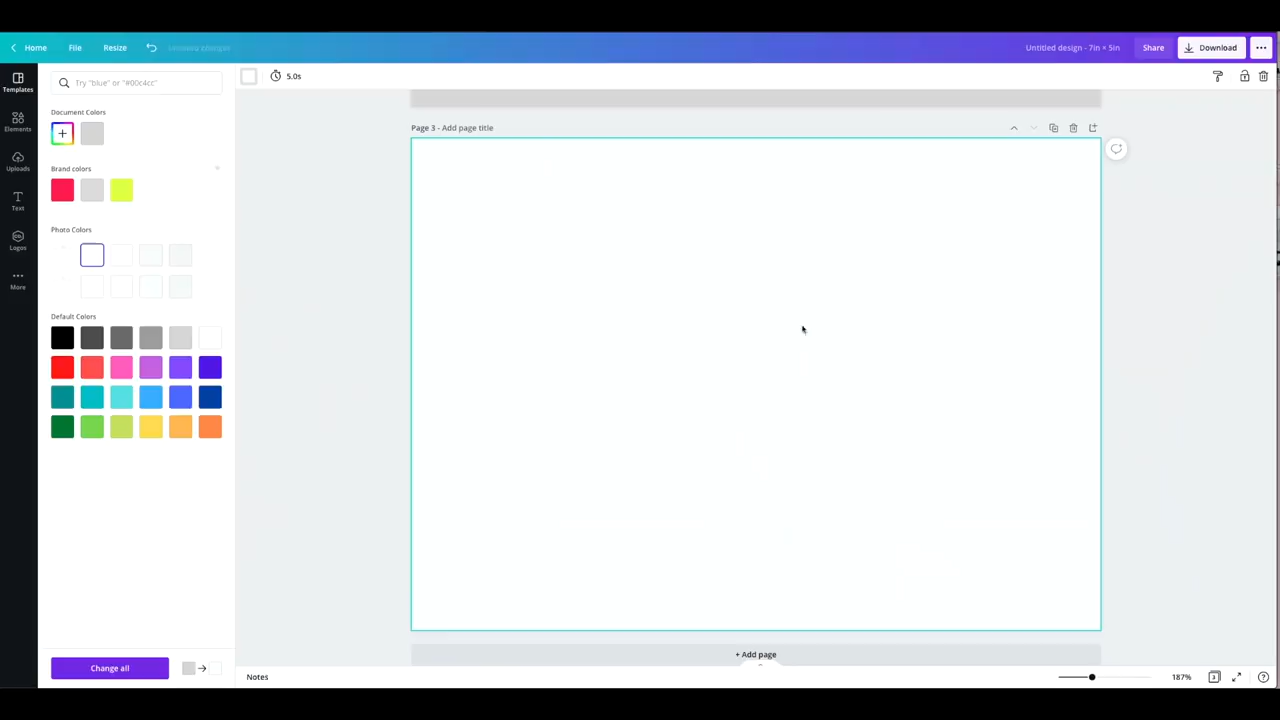 Home File Resize Untitled design - 7in × 5in Share Download
Templates
Elements
Uploads
Text
Logos
More
Try "blue" or "#00c4cc"
Document Colors
Brand colors
Photo Colors
Default Colors
Change all
5.0s
Page 3 - Add page title
+ Add page
Notes 187% 3